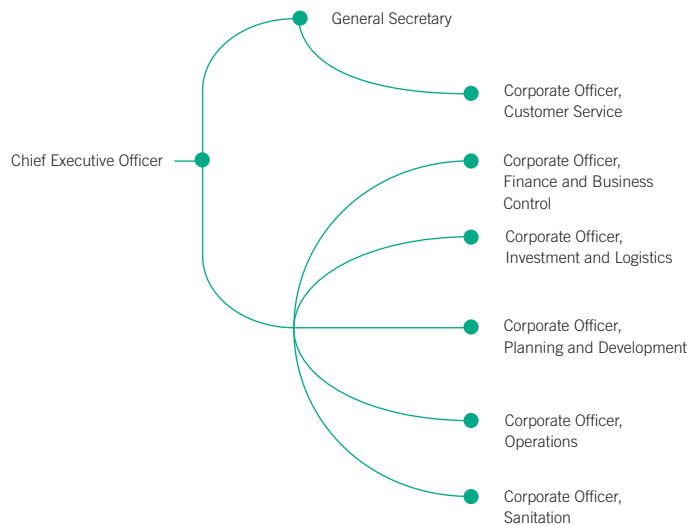 General Secretary
Corporate Officer,
Customer Service
Chief Executive Officer
Corporate Officer,
Finance and Business
Control
Corporate Officer,
Investment and Logistics
Corporate Officer,
Planning and Development
Corporate Officer,
Operations
Corporate Officer,
Sanitation